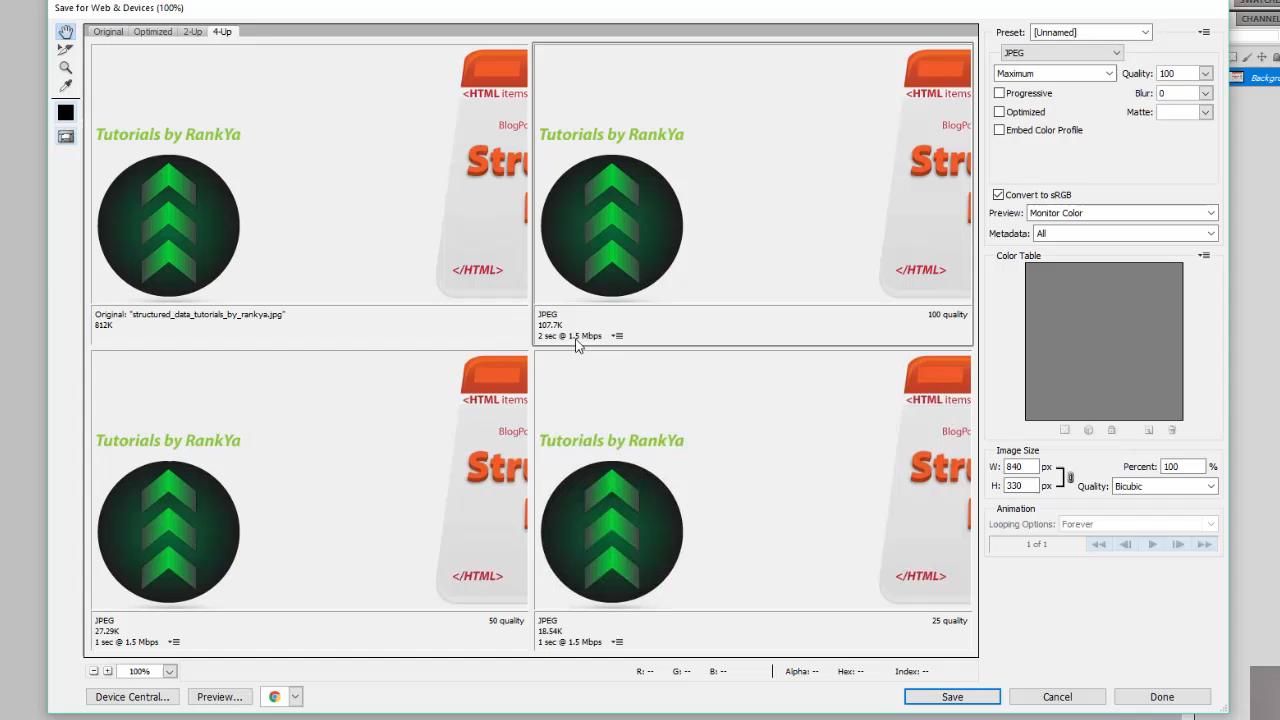 Save for Web & Devices (100%)
Original
Optimized
2-Up
4-Up
Tutorials by RankYa
<HTML items
BlogPo
Stru
</HTML>
Original: "structured_data_tutorials_by_rankya.jpg"
812K
Tutorials by RankYa
<HTML items
BlogPo
Stru
</HTML>
JPEG
100 quality
107.7K
2 sec @ 1.5 Mbps
Tutorials by RankYa
<HTML items
BlogPo
Stru
</HTML>
JPEG
50 quality
27.29K
1 sec @ 1.5 Mbps
Tutorials by RankYa
<HTML items
BlogPo
Stru
</HTML>
JPEG
25 quality
18.54K
1 sec @ 1.5 Mbps
100%
R: --
G: --
B: --
Alpha: --
Hex: --
Index: --
Device Central...
Preview...
Save
Cancel
Done
Preset: [Unnamed]
JPEG
Maximum
Quality: 100
Progressive
Blur: 0
Optimized
Matte:
Embed Color Profile
Convert to sRGB
Preview: Monitor Color
Metadata: All
Color Table
Image Size
W: 840 px
Percent: 100 %
H: 330 px
Quality: Bicubic
Animation
Looping Options: Forever
1 of 1
CHANNEL
Backgro